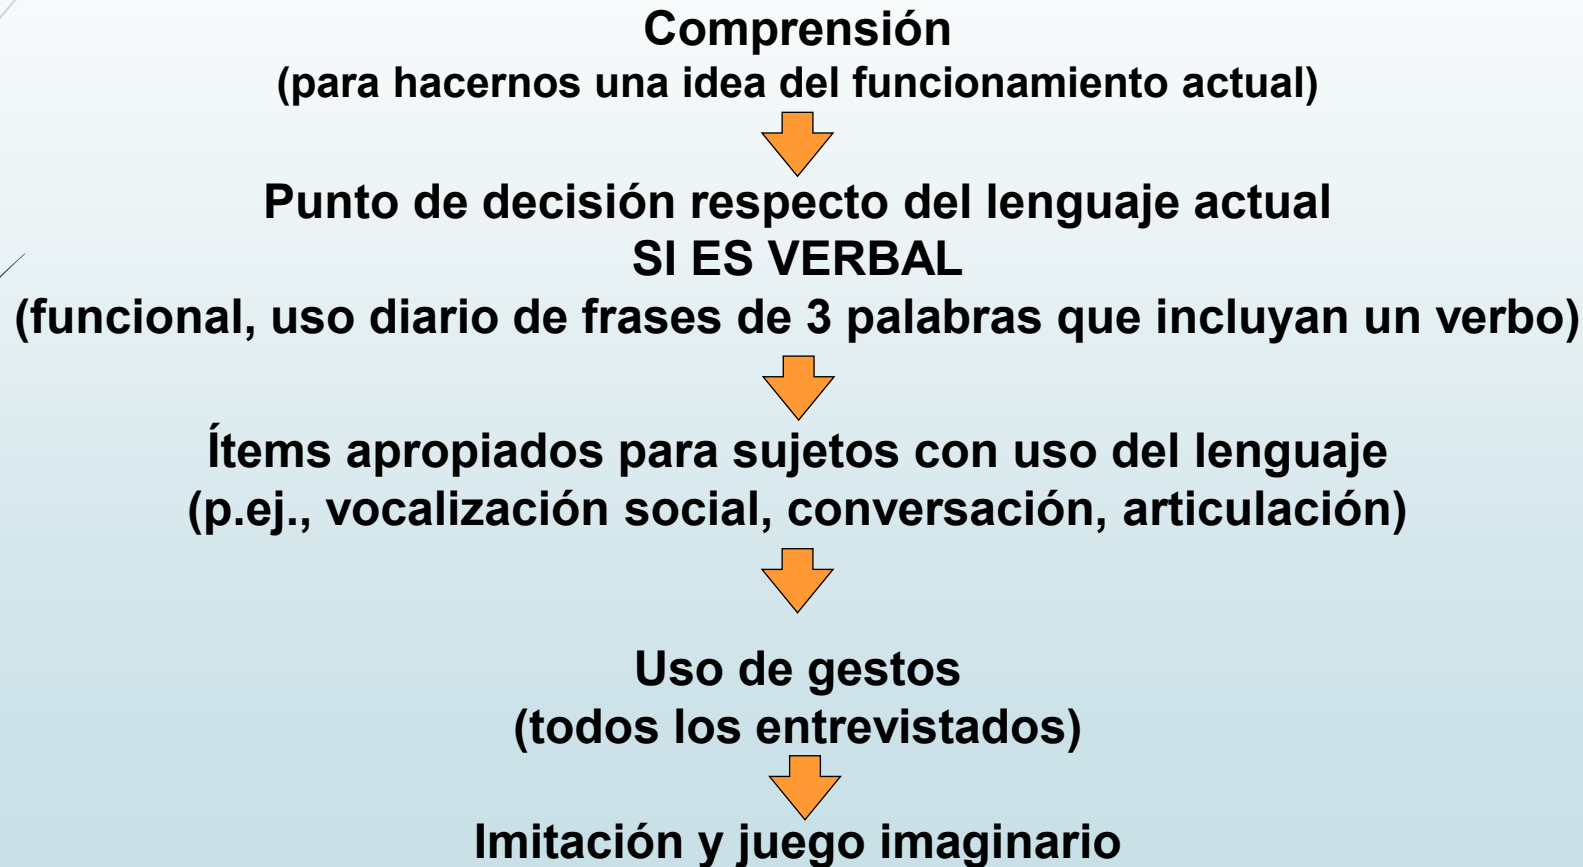 Comprensión
(para hacernos una idea del funcionamiento actual)
Punto de decisión respecto del lenguaje actual
SI ES VERBAL
(funcional, uso diario de frases de 3 palabras que incluyan un verbo)
Ítems apropiados para sujetos con uso del lenguaje
(p.ej., vocalización social, conversación, articulación)
Uso de gestos
(todos los entrevistados)
Imitación y juego imaginario